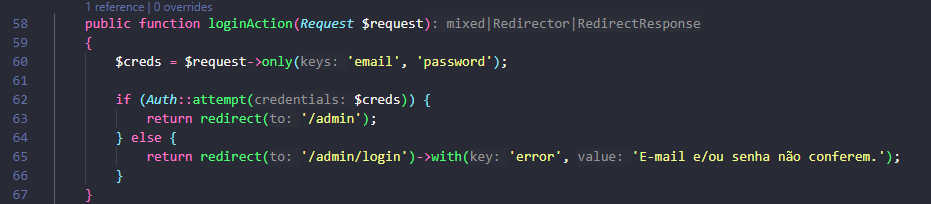 1 reference | 0 overrides
58 public function loginAction(Request $request): mixed|Redirector|RedirectResponse
59 {
60 $creds = $request->only(keys: 'email', 'password');
61
62 if (Auth::attempt(credentials: $creds)) {
63 return redirect(to: '/admin');
64 } else {
65 return redirect(to: '/admin/login')->with(key: 'error', value: 'E-mail e/ou senha não conferem.');
66 }
67 }